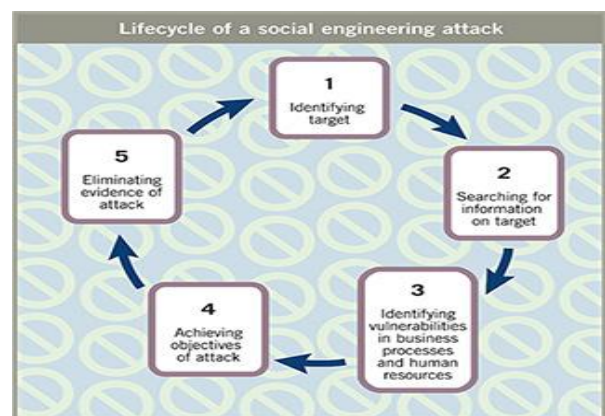 Lifecycle of a social engineering attack
1
Identifying
target
2
Searching for
information
on target
3
Identifying
vulnerabilities
in business
processes
and human
resources
4
Achieving
objectives
of attack
5
Eliminating
evidence of
attack